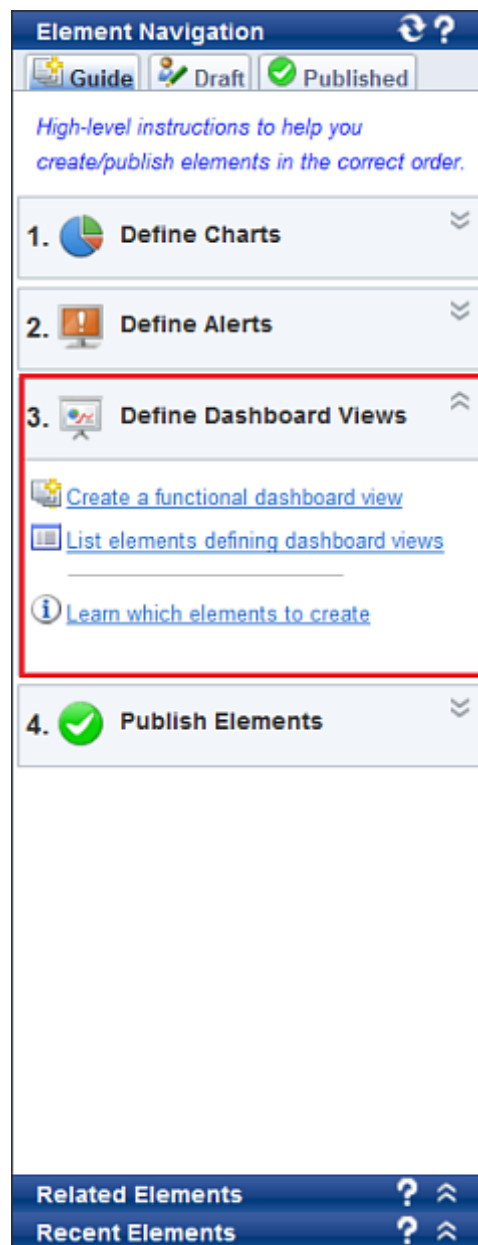 Element Navigation
Guide Draft Published
High-level instructions to help you
create/publish elements in the correct order.
1. Define Charts
2. Define Alerts
3. Define Dashboard Views
Create a functional dashboard view
List elements defining dashboard views
Learn which elements to create
4. Publish Elements
Related Elements
Recent Elements